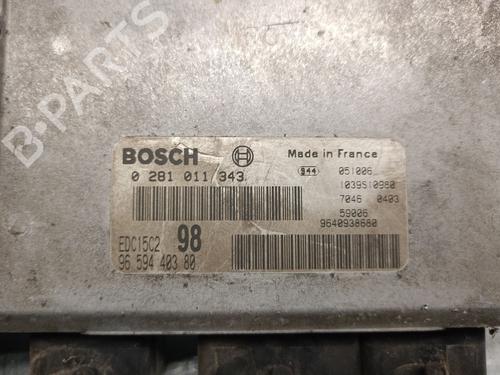 B-PARTS
BOSCH
Made in France
0 281 011 343
944
051006
1039S10980
7046 0403
59006
9640938680
EDC15C2 98
96 594 403 80